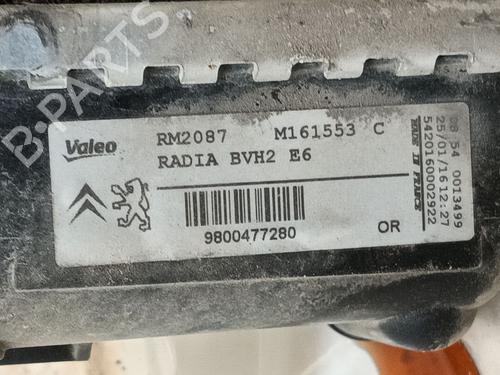 B-PARTS
Valeo RM2087 M161553 C
RADIA BVH2 E6
9800477280 OR
08 54 0013499
25/01/16 12:27
MADE IN FRANCE
5420160002922